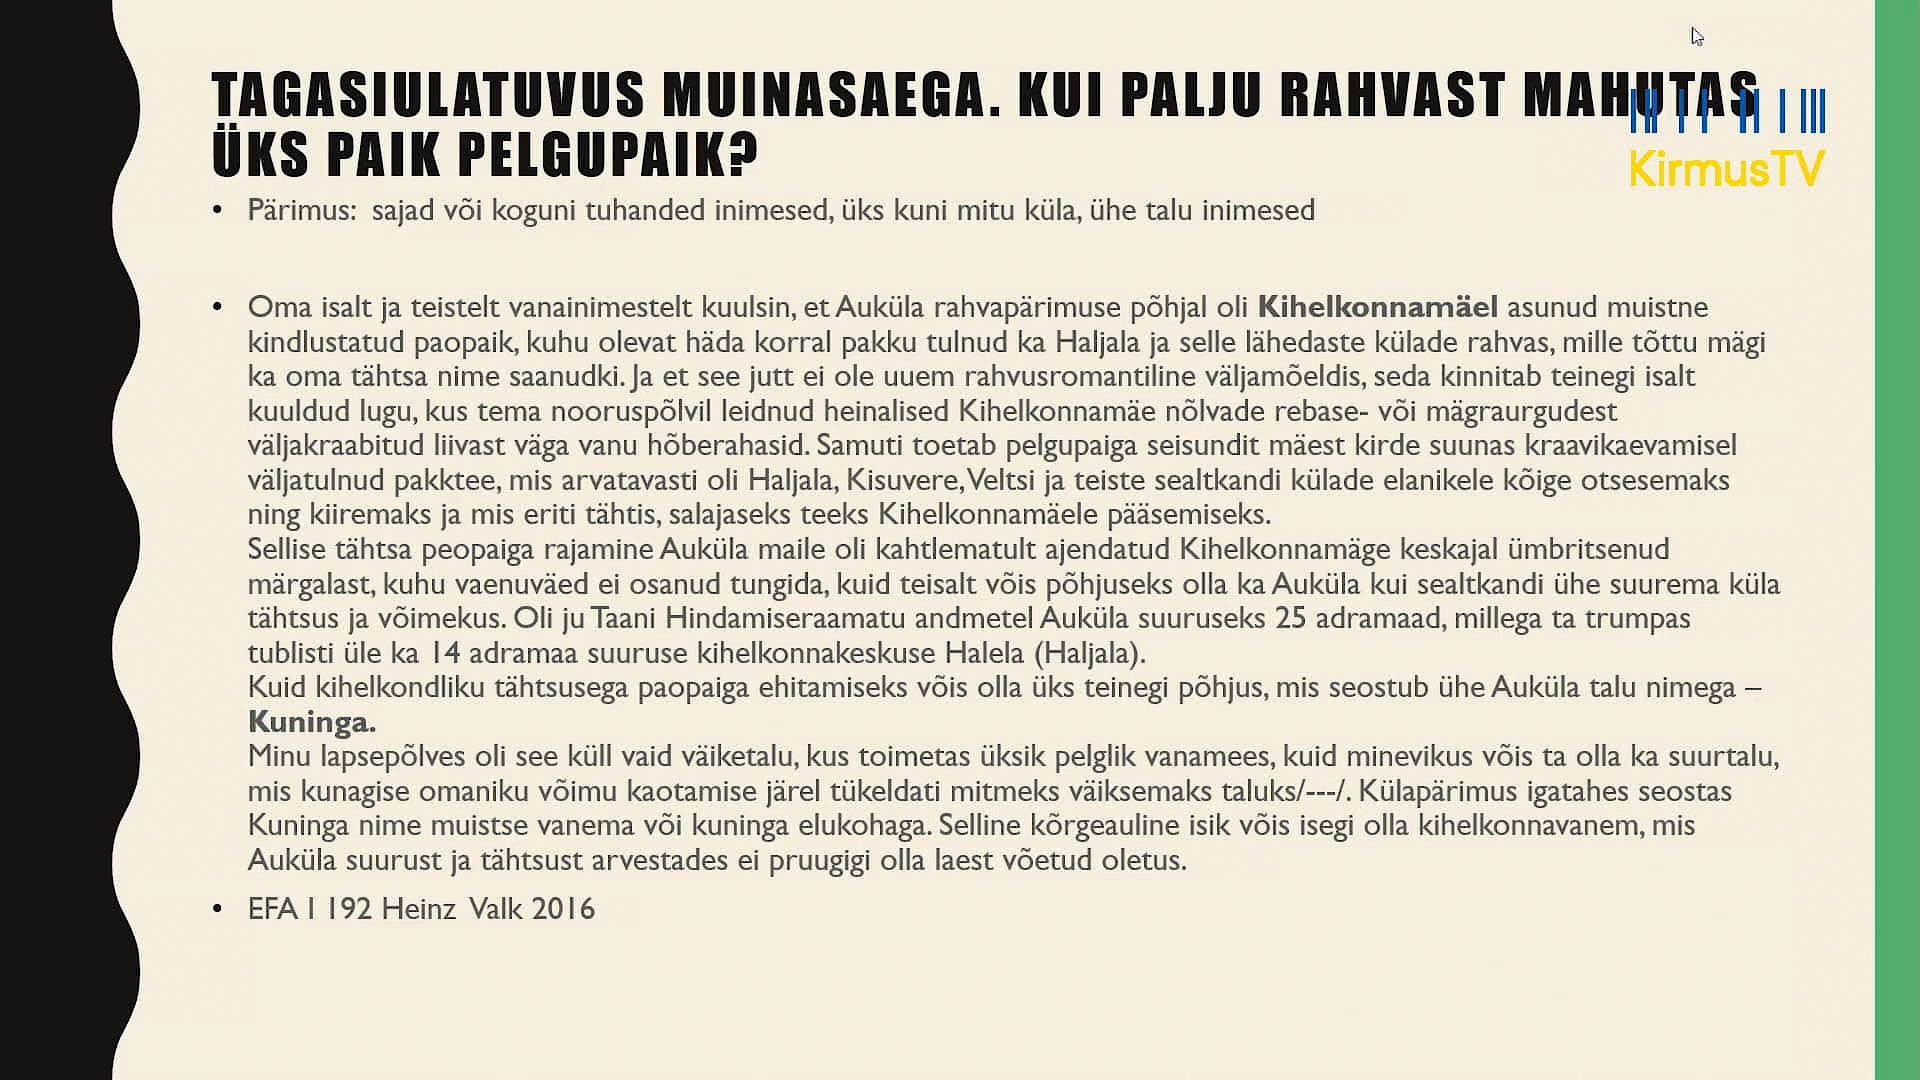 TAGASIULATUVUS MUINASAEGA. KUI PALJU RAHVAST MAHUTAS
ÜKS PAIK PELGUPAIK?
KirmusTV
• Pärimus: sajad või koguni tuhanded inimesed, üks kuni mitu küla, ühe talu inimesed
• Oma isalt ja teistelt vanainimestelt kuulsin, et Auküla rahvapärimuse põhjal oli Kihelkonnamäel asunud muistne
kindlustatud paopaik, kuhu olevat häda korral pakku tulnud ka Haljala ja selle lähedaste külade rahvas, mille tõttu mägi
ka oma tähtsa nime saanudki. Ja et see jutt ei ole uuem rahvusromantiline väljamõeldis, seda kinnitab teinegi isalt
kuuldud lugu, kus tema nooruspõlvil leidnud heinalised Kihelkonnamäe nõlvade rebase- või mägraurgudest
väljakraabitud liivast väga vanu hõberahasid. Samuti toetab pelgupaiga seisundit mäest kirde suunas kraavikaevamisel
väljatulnud pakktee, mis arvatavasti oli Haljala, Kisuvere, Veltsi ja teiste sealtkandi külade elanikele kõige otsesemaks
ning kiiremaks ja mis eriti tähtis, salajaseks teeks Kihelkonnamäele pääsemiseks.
Sellise tähtsa peopaiga rajamine Auküla maile oli kahtlematult ajendatud Kihelkonnamäge keskajal ümbritsenud
märgalast, kuhu vaenuväed ei osanud tungida, kuid teisalt võis põhjuseks olla ka Auküla kui sealtkandi ühe suurema küla
tähtsus ja võimekus. Oli ju Taani Hindamiseraamatu andmetel Auküla suuruseks 25 adramaad, millega ta trumpas
tublisti üle ka 14 adramaa suuruse kihelkonnakeskuse Halela (Haljala).
Kuid kihelkondliku tähtsusega paopaiga ehitamiseks võis olla üks teinegi põhjus, mis seostub ühe Auküla talu nimega –
Kuninga.
Minu lapsepõlves oli see küll vaid väiketalu, kus toimetas üksik pelglik vanamees, kuid minevikus võis ta olla ka suurtalu,
mis kunagise omaniku võimu kaotamise järel tükeldati mitmeks väiksemaks taluks/---/. Külapärimus igatahes seostas
Kuninga nime muistse vanema või kuninga elukohaga. Selline kõrgeauline isik võis isegi olla kihelkonnavanem, mis
Auküla suurust ja tähtsust arvestades ei pruugigi olla laest võetud oletus.
• EFA I 192 Heinz Valk 2016